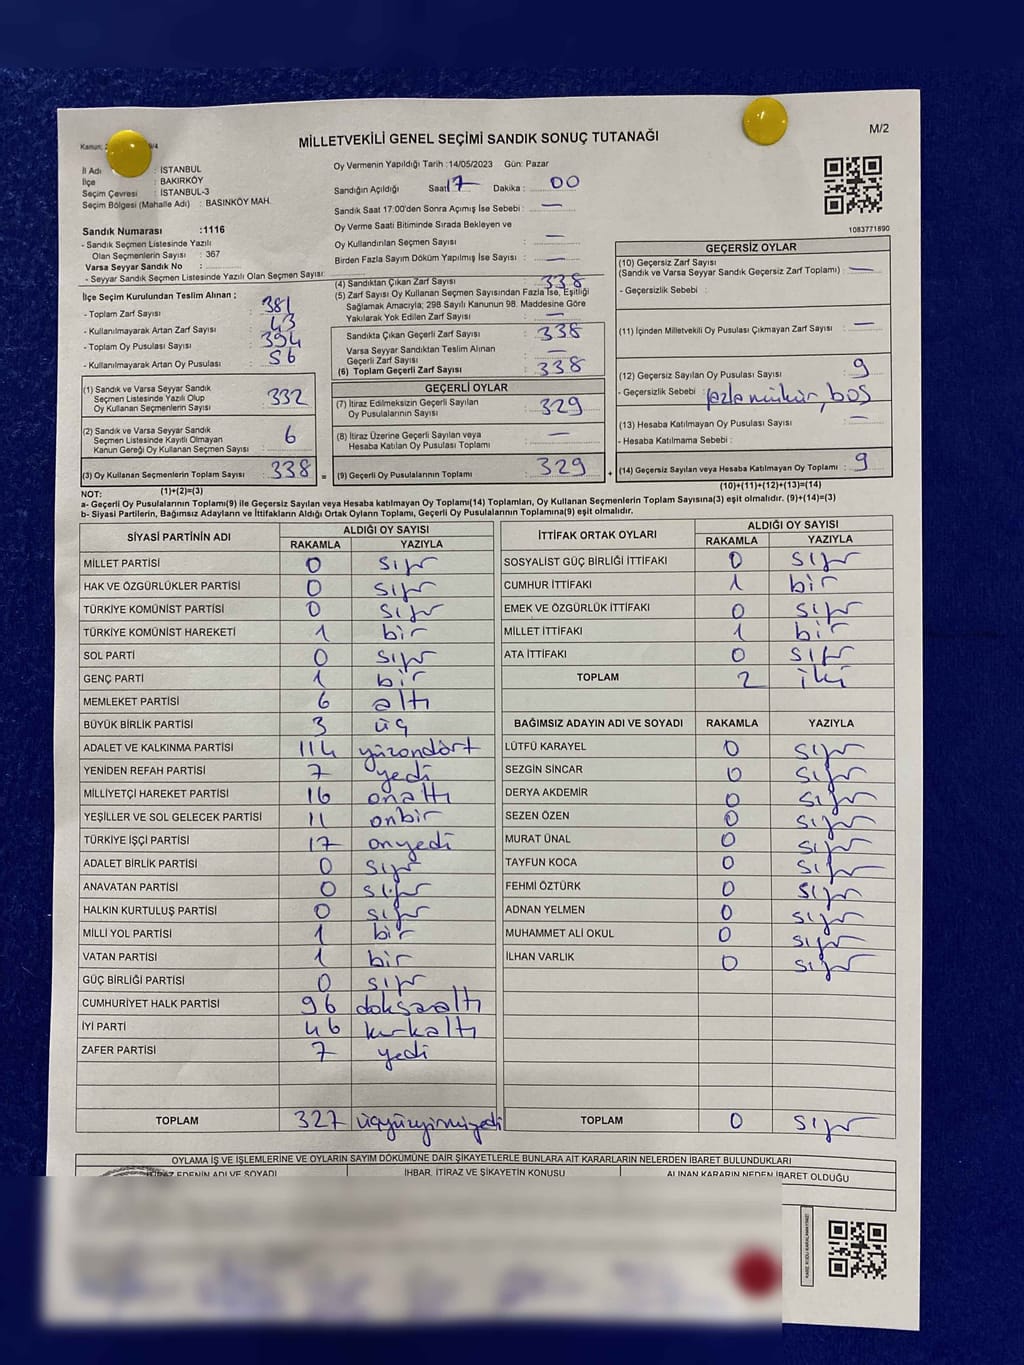 M/2
MİLLETVEKİLİ GENEL SEÇİMİ SANDIK SONUÇ TUTANAĞI
İl Adı : İSTANBUL
İlçe : BAKIRKÖY
Seçim Çevresi : İSTANBUL-3
Seçim Bölgesi (Mahalle Adı) : BASINKÖY MAH.
Oy Vermenin Yapıldığı Tarih :14/05/2023 Gün: Pazar
Sandığın Açıldığı Saat 17 Dakika : 00
Sandık Saat 17:00'den Sonra Açımış İse Sebebi : —
Oy Verme Saati Bitiminde Sırada Bekleyen ve
Oy Kullandırılan Seçmen Sayısı : —
Birden Fazla Sayım Döküm Yapılmış İse Sayısı : —
1083771890
Sandık Numarası :1116
- Sandık Seçmen Listesinde Yazılı
Olan Seçmenlerin Sayısı : 367
Varsa Seyyar Sandık No :
- Seyyar Sandık Seçmen Listesinde Yazılı Olan Seçmen Sayısı:
İlçe Seçim Kurulundan Teslim Alınan ;
- Toplam Zarf Sayısı : 381
- Kullanılmayarak Artan Zarf Sayısı : 43
- Toplam Oy Pusulası Sayısı : 394
- Kullanılmayarak Artan Oy Pusulası : 56
(1) Sandık ve Varsa Seyyar Sandık
Seçmen Listesinde Yazılı Olup
Oy Kullanan Seçmenlerin Sayısı : 332
(2) Sandık ve Varsa Seyyar Sandık
Seçmen Listesinde Kayıtlı Olmayan
Kanun Gereği Oy Kullanan Seçmen Sayısı : 6
(3) Oy Kullanan Seçmenlerin Toplam Sayısı : 338
(1)+(2)=(3)
(4) Sandıktan Çıkan Zarf Sayısı : 338
(5) Zarf Sayısı Oy Kullanan Seçmen Sayısından Fazla İse, Eşitliği
Sağlamak Amacıyla; 298 Sayılı Kanunun 98. Maddesine Göre
Yakılarak Yok Edilen Zarf Sayısı : —
Sandıkta Çıkan Geçerli Zarf Sayısı : 338
Varsa Seyyar Sandıktan Teslim Alınan
Geçerli Zarf Sayısı : —
(6) Toplam Geçerli Zarf Sayısı : 338
GEÇERLİ OYLAR
(7) İtiraz Edilmeksizin Geçerli Sayılan
Oy Pusulalarının Sayısı : 329
(8) İtiraz Üzerine Geçerli Sayılan veya
Hesaba Katılan Oy Pusulası Toplamı : —
= (9) Geçerli Oy Pusulalarının Toplamı : 329 +
GEÇERSİZ OYLAR
(10) Geçersiz Zarf Sayısı
(Sandık ve Varsa Seyyar Sandık Geçersiz Zarf Toplamı) : —
- Geçersizlik Sebebi :
(11) İçinden Milletvekili Oy Pusulası Çıkmayan Zarf Sayısı : —
(12) Geçersiz Sayılan Oy Pusulası Sayısı : 9
- Geçersizlik Sebebi : fazla mühür, boş
(13) Hesaba Katılmayan Oy Pusulası Sayısı : —
- Hesaba Katılmama Sebebi :
(14) Geçersiz Sayılan veya Hesaba Katılmayan Oy Toplamı : 9
(10)+(11)+(12)+(13)=(14)
NOT:
a- Geçerli Oy Pusulalarının Toplamı(9) ile Geçersiz Sayılan veya Hesaba katılmayan Oy Toplamı(14) Toplamları, Oy Kullanan Seçmenlerin Toplam Sayısına(3) eşit olmalıdır. (9)+(14)=(3)
b- Siyasi Partilerin, Bağımsız Adayların ve İttifakların Aldığı Ortak Oyların Toplamı, Geçerli Oy Pusulalarının Toplamına(9) eşit olmalıdır.
SİYASİ PARTİNİN ADI ALDIĞI OY SAYISI
RAKAMLA YAZIYLA
MİLLET PARTİSİ 0 sıfır
HAK VE ÖZGÜRLÜKLER PARTİSİ 0 sıfır
TÜRKİYE KOMÜNİST PARTİSİ 0 sıfır
TÜRKİYE KOMÜNİST HAREKETİ 1 bir
SOL PARTİ 0 sıfır
GENÇ PARTİ 1 bir
MEMLEKET PARTİSİ 6 altı
BÜYÜK BİRLİK PARTİSİ 3 üç
ADALET VE KALKINMA PARTİSİ 114 yüzondört
YENİDEN REFAH PARTİSİ 7 yedi
MİLLİYETÇİ HAREKET PARTİSİ 16 onaltı
YEŞİLLER VE SOL GELECEK PARTİSİ 11 onbir
TÜRKİYE İŞÇİ PARTİSİ 17 onyedi
ADALET BİRLİK PARTİSİ 0 sıfır
ANAVATAN PARTİSİ 0 sıfır
HALKIN KURTULUŞ PARTİSİ 0 sıfır
MİLLİ YOL PARTİSİ 1 bir
VATAN PARTİSİ 1 bir
GÜÇ BİRLİĞİ PARTİSİ 0 sıfır
CUMHURİYET HALK PARTİSİ 96 doksanaltı
İYİ PARTİ 46 kırkaltı
ZAFER PARTİSİ 7 yedi
TOPLAM 327 üçyüzyirmiyedi
İTTİFAK ORTAK OYLARI ALDIĞI OY SAYISI
RAKAMLA YAZIYLA
SOSYALİST GÜÇ BİRLİĞİ İTTİFAKI 0 sıfır
CUMHUR İTTİFAKI 1 bir
EMEK VE ÖZGÜRLÜK İTTİFAKI 0 sıfır
MİLLET İTTİFAKI 1 bir
ATA İTTİFAKI 0 sıfır
TOPLAM 2 iki
BAĞIMSIZ ADAYIN ADI VE SOYADI RAKAMLA YAZIYLA
LÜTFÜ KARAYEL 0 sıfır
SEZGİN SİNCAR 0 sıfır
DERYA AKDEMİR 0 sıfır
SEZEN ÖZEN 0 sıfır
MURAT ÜNAL 0 sıfır
TAYFUN KOCA 0 sıfır
FEHMİ ÖZTÜRK 0 sıfır
ADNAN YELMEN 0 sıfır
MUHAMMET ALİ OKUL 0 sıfır
İLHAN VARLIK 0 sıfır
TOPLAM 0 sıfır
OYLAMA İŞ VE İŞLEMLERİNE VE OYLARIN SAYIM DÖKÜMÜNE DAİR ŞİKAYETLERLE BUNLARA AİT KARARLARIN NELERDEN İBARET BULUNDUKLARI
İTİRAZ EDENİN ADI VE SOYADI İHBAR, İTİRAZ VE ŞİKAYETİN KONUSU ALINAN KARARIN NEDEN İBARET OLDUĞU